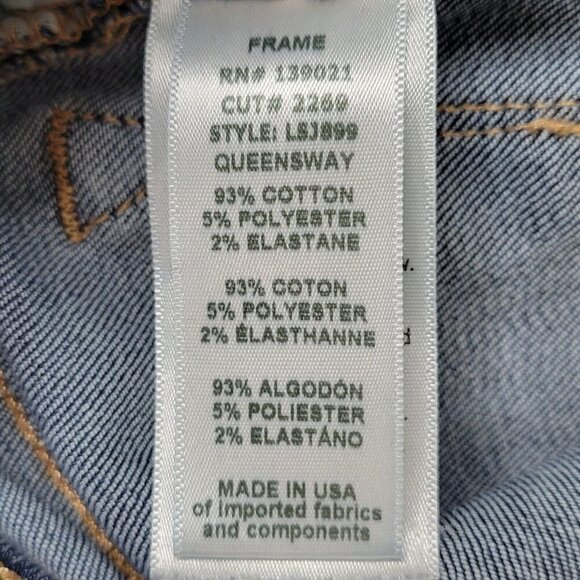 FRAME
RN# 139021
CUT# 2269
STYLE: LSJ899
QUEENSWAY
93% COTTON
5% POLYESTER
2% ELASTANE
93% COTON
5% POLYESTER
2% ÉLASTHANNE
93% ALGODÓN
5% POLIESTER
2% ELASTÁNO
MADE IN USA
of imported fabrics
and components